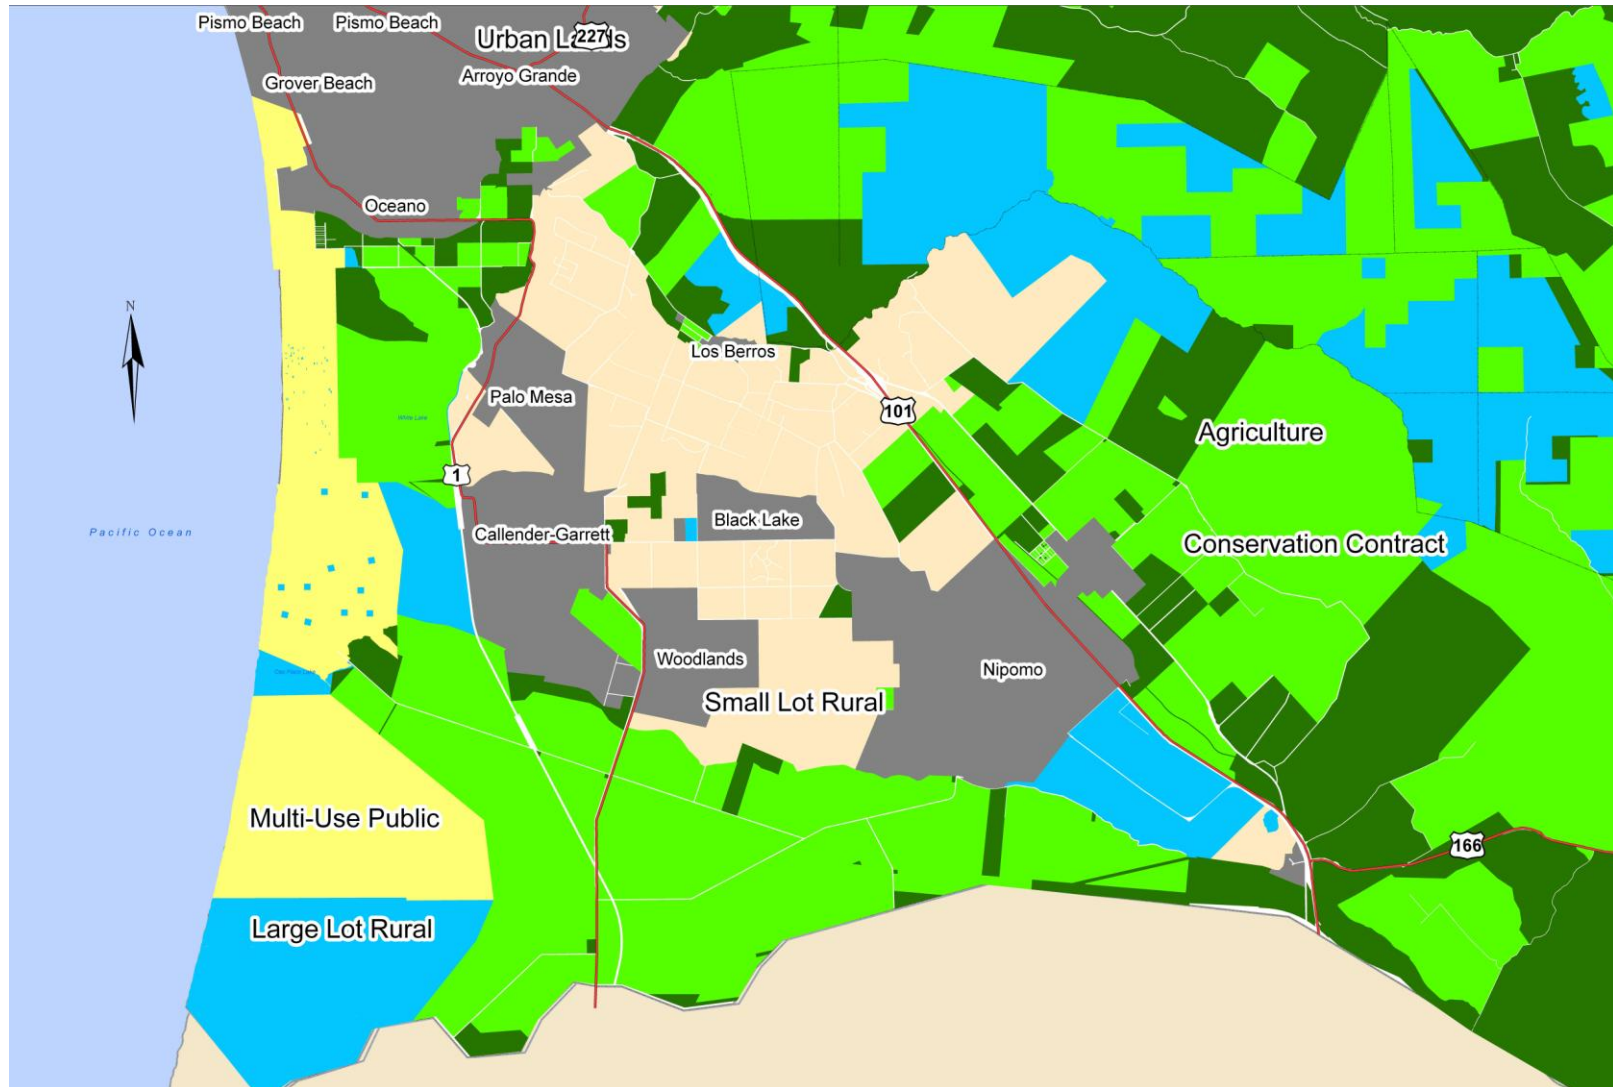 Pismo Beach
Pismo Beach
Urban Lands
227
Arroyo Grande
Grover Beach
Oceano
N
Los Berros
Palo Mesa
101
White Lake
Agriculture
1
Black Lake
Pacific Ocean
Callender-Garrett
Conservation Contract
Woodlands
Nipomo
Small Lot Rural
Multi-Use Public
166
Large Lot Rural